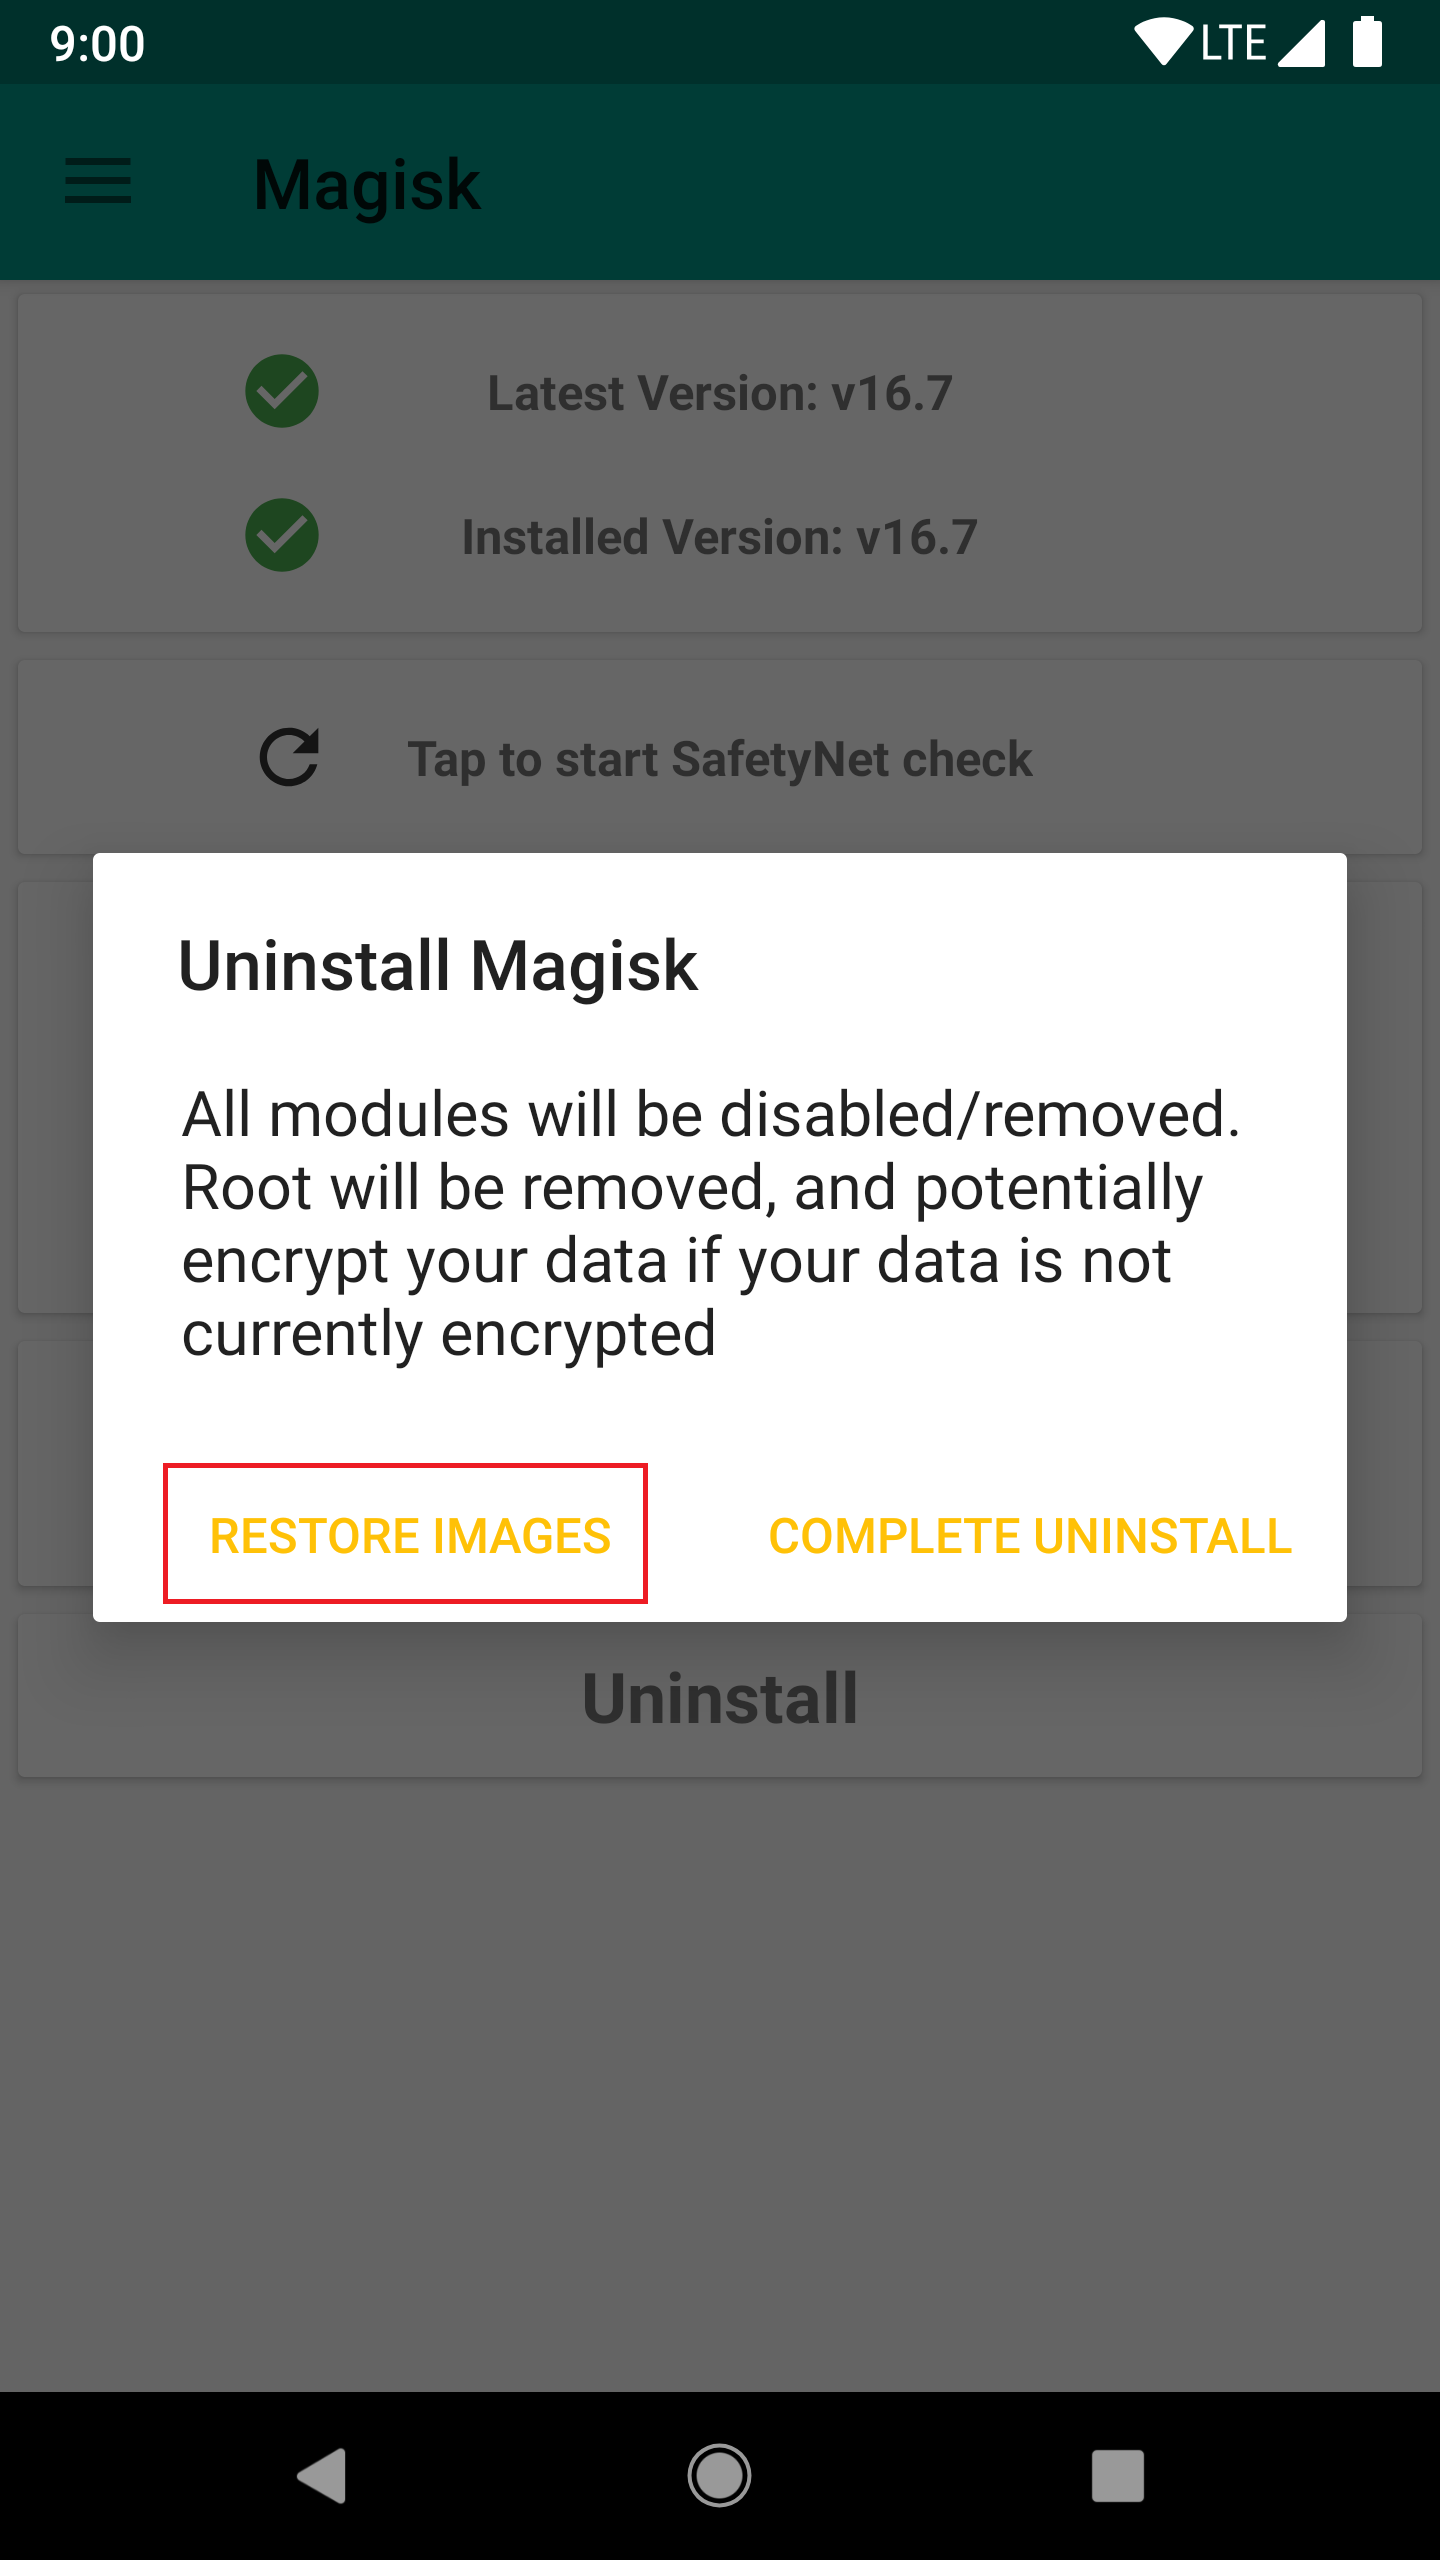 9:00 LTE
Magisk
Latest Version: v16.7
Installed Version: v16.7
Tap to start SafetyNet check
Uninstall Magisk
All modules will be disabled/removed.
Root will be removed, and potentially
encrypt your data if your data is not
currently encrypted
RESTORE IMAGES COMPLETE UNINSTALL
Uninstall